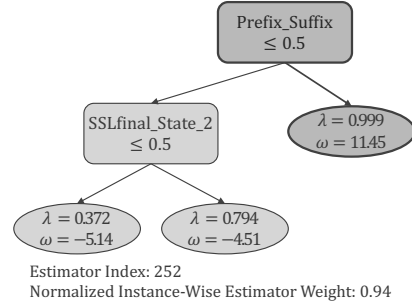 Prefix_Suffix
≤ 0.5
SSLfinal_State_2
≤ 0.5
λ = 0.999
ω = 11.45
λ = 0.372
ω = −5.14
λ = 0.794
ω = −4.51
Estimator Index: 252
Normalized Instance-Wise Estimator Weight: 0.94